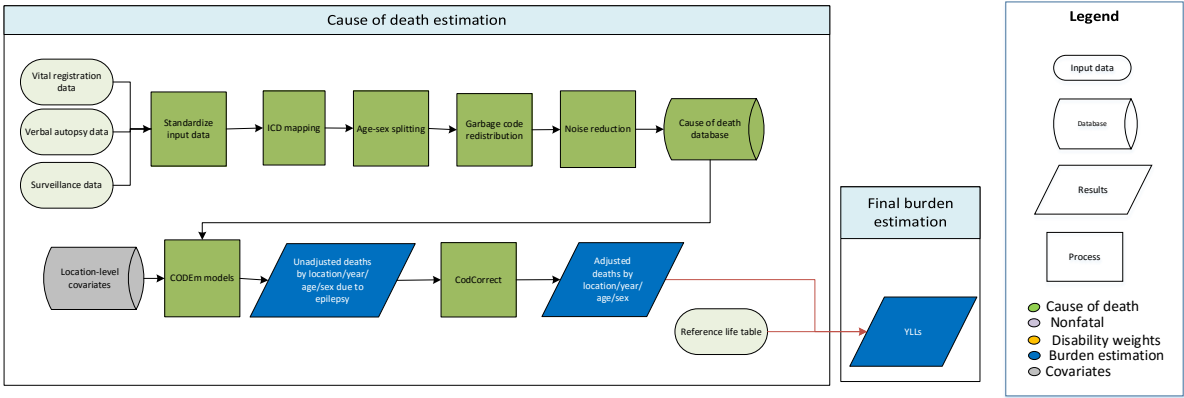 Cause of death estimation
Vital registration
data
Verbal autopsy data
Surveillance data
Standardize
input data
ICD mapping
Age-sex splitting
Garbage code
redistribution
Noise reduction
Cause of death
database
Location-level
covariates
CODEm models
Unadjusted deaths
by location/year/
age/sex due to
epilepsy
CodCorrect
Adjusted
deaths by
location/year/
age/sex
Reference life table
Final burden
estimation
YLLs
Legend
Input data
Database
Results
Process
Cause of death
Nonfatal
Disability weights
Burden estimation
Covariates